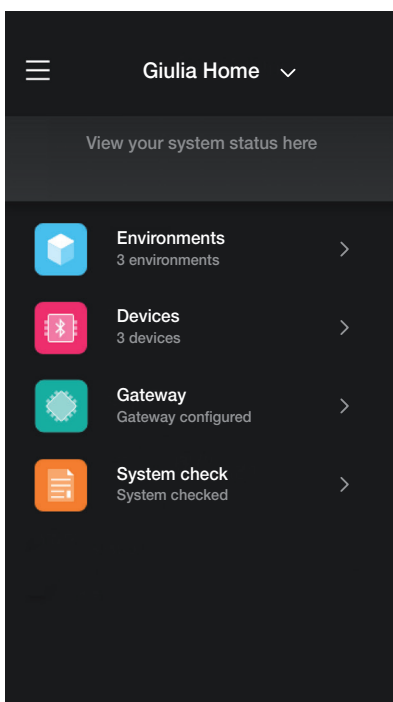 Giulia Home
View your system status here
Environments
3 environments
Devices
3 devices
Gateway
Gateway configured
System check
System checked